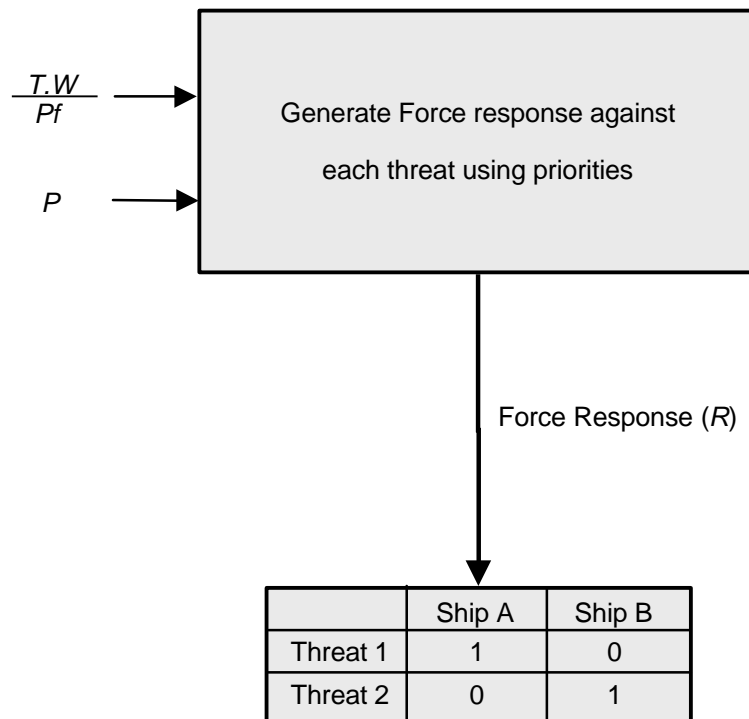 T.W
Pf
P
Generate Force response against
each threat using priorities
Force Response (R)
Ship A Ship B
Threat 1 1 0
Threat 2 0 1